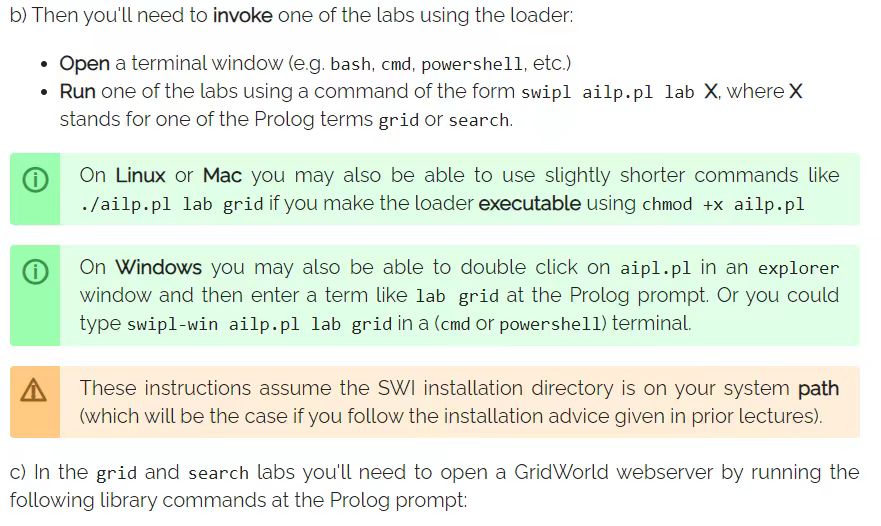 b) Then you'll need to invoke one of the labs using the loader:
• Open a terminal window (e.g. bash, cmd, powershell, etc.)
• Run one of the labs using a command of the form swipl ailp.pl lab X, where X
stands for one of the Prolog terms grid or search.
On Linux or Mac you may also be able to use slightly shorter commands like
./ailp.pl lab grid if you make the loader executable using chmod +x ailp.pl
On Windows you may also be able to double click on aipl.pl in an explorer
window and then enter a term like lab grid at the Prolog prompt. Or you could
type swipl-win ailp.pl lab grid in a (cmd or powershell) terminal.
These instructions assume the SWI installation directory is on your system path
(which will be the case if you follow the installation advice given in prior lectures).
c) In the grid and search labs you'll need to open a GridWorld webserver by running the
following library commands at the Prolog prompt: